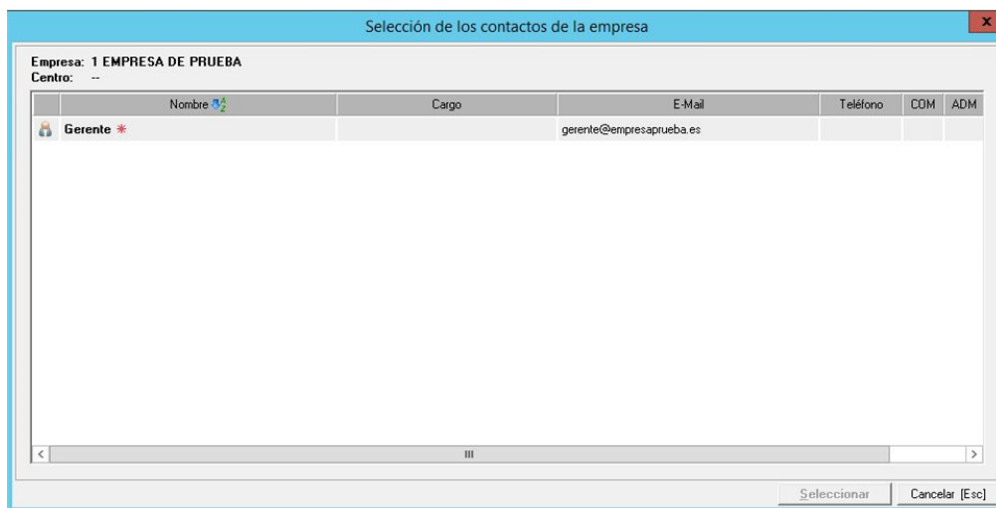 Selección de los contactos de la empresa
x
Empresa: 1 EMPRESA DE PRUEBA
Centro: --
Nombre Cargo E-Mail Teléfono COM ADM
Gerente * gerente@empresaprueba.es
Seleccionar Cancelar [Esc]